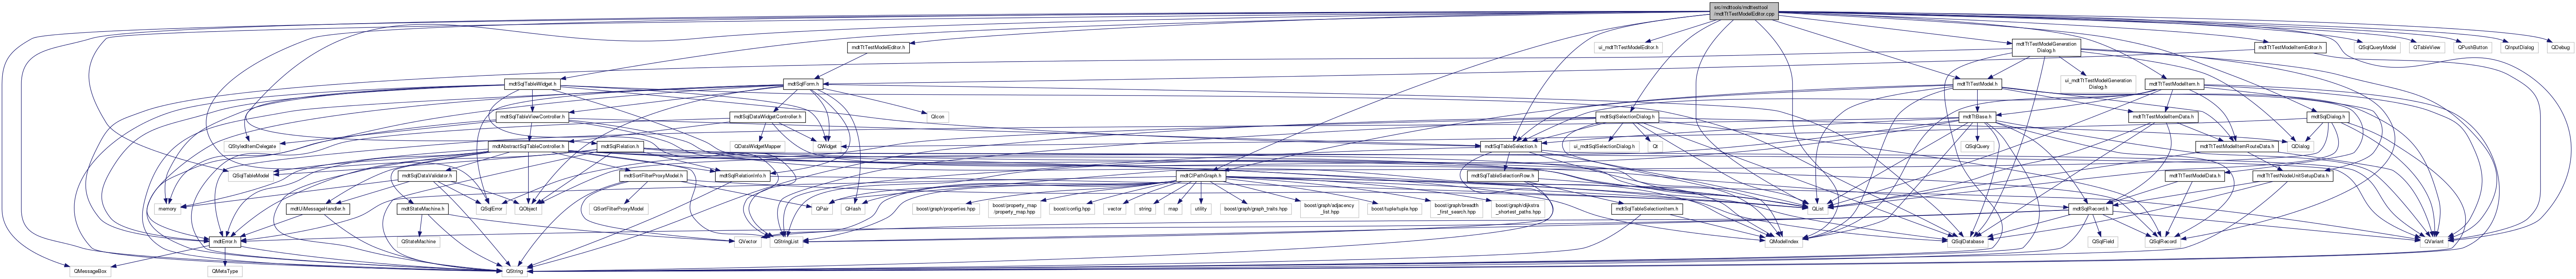 src/mdttools/mdttesttool
/mdtTtTestModelEditor.cpp
mdtTtTestModelEditor.h
ui_mdtTtTestModelEditor.h
mdtTtTestModelGeneration
Dialog.h
mdtTtTestModelItemEditor.h
QSqlQueryModel
QTableView
QPushButton
QInputDialog
QDebug
mdtSqlTableWidget.h
mdtSqlForm.h
mdtTtTestModel.h
ui_mdtTtTestModelGeneration
Dialog.h
mdtTtTestModelItem.h
mdtSqlTableViewController.h
mdtSqlDataWidgetController.h
QIcon
mdtSqlSelectionDialog.h
mdtTtBase.h
mdtTtTestModelItemData.h
mdtSqlDialog.h
QStyledItemDelegate
mdtAbstractSqlTableController.h
mdtSqlRelation.h
QDataWidgetMapper
QWidget
mdtSqlTableSelection.h
ui_mdtSqlSelectionDialog.h
Qt
QSqlQuery
mdtTtTestModelItemRouteData.h
QDialog
QSqlTableModel
mdtSqlDataValidator.h
mdtSortFilterProxyModel.h
mdtSqlRelationInfo.h
mdtClPathGraph.h
mdtSqlTableSelectionRow.h
mdtTtTestModelData.h
mdtTtTestNodeUnitSetupData.h
memory
mdtUiMessageHandler.h
mdtStateMachine.h
QSqlError
QObject
QSortFilterProxyModel
QPair
QHash
boost/graph/properties.hpp
boost/property_map
/property_map.hpp
boost/config.hpp
vector
string
map
utility
boost/graph/graph_traits.hpp
boost/graph/adjacency
_list.hpp
boost/tuple/tuple.hpp
boost/graph/breadth
_first_search.hpp
boost/graph/dijkstra
_shortest_paths.hpp
mdtSqlTableSelectionItem.h
QList
mdtSqlRecord.h
mdtError.h
QStateMachine
QVector
QStringList
QModelIndex
QSqlDatabase
QSqlField
QSqlRecord
QVariant
QMessageBox
QMetaType
QString